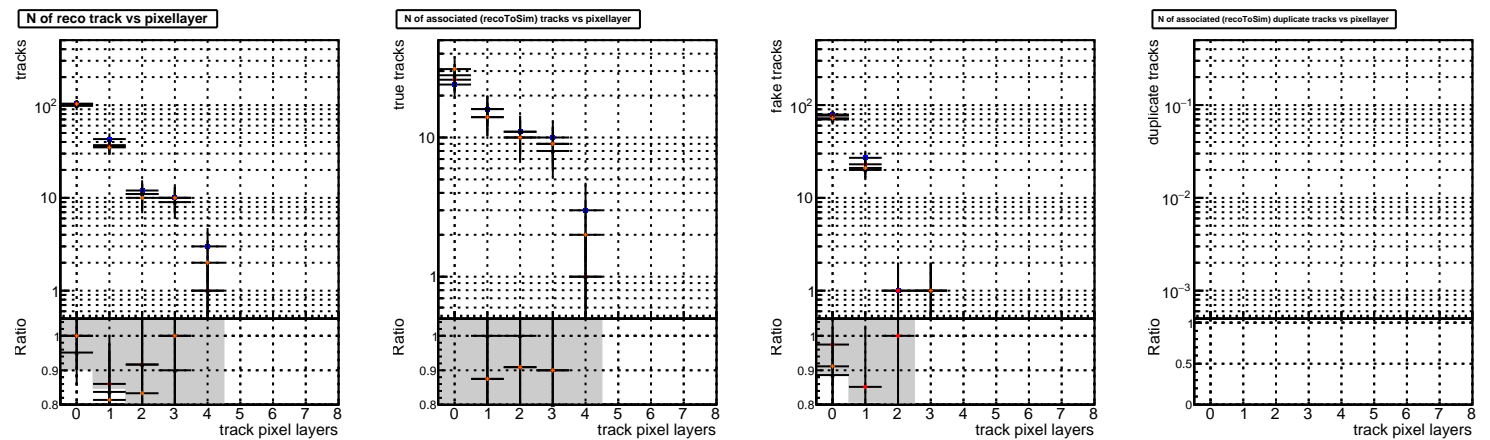 N of reco track vs pixellayer
tracks
10²
10
1
Ratio
1
0.9
0.8
0 1 2 3 4 5 6 7 8
track pixel layers
N of associated (recoToSim) tracks vs pixellayer
true tracks
10
1
Ratio
1
0.9
0.8
0 1 2 3 4 5 6 7 8
track pixel layers
fake tracks
10²
10
1
Ratio
1
0.9
0.8
0 1 2 3 4 5 6 7 8
track pixel layers
N of associated (recoToSim) duplicate tracks vs pixellayer
duplicate tracks
10⁻¹
10⁻²
10⁻³
Ratio
1
0.5
0
0 1 2 3 4 5 6 7 8
track pixel layers